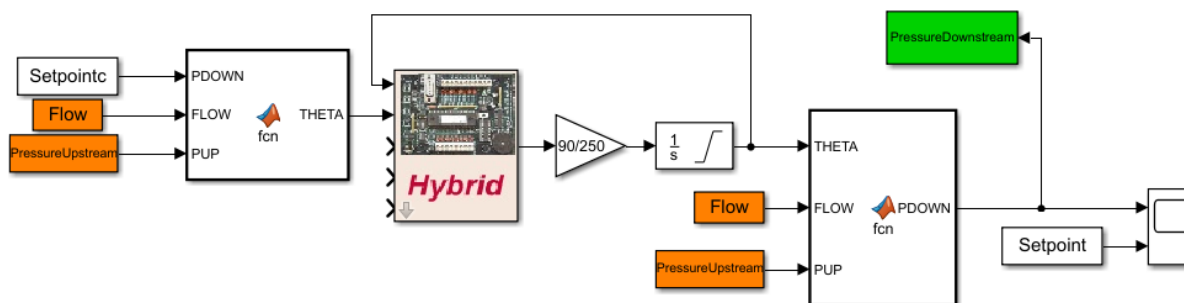 PressureDownstream
Setpointc
PDOWN
Flow
FLOW
THETA
fcn
PressureUpstream
PUP
Hybrid
90/250
1
s
THETA
Flow
FLOW
PDOWN
fcn
Setpoint
PressureUpstream
PUP